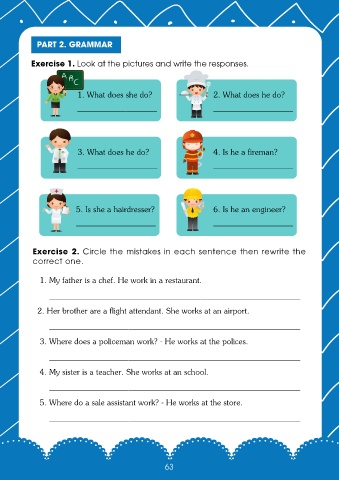 PART 2. GRAMMAR
Exercise 1. Look at the pictures and write the responses.
A B C
1. What does she do?
2. What does he do?
3. What does he do?
4. Is he a fireman?
5. Is she a hairdresser?
6. Is he an engineer?
Exercise 2. Circle the mistakes in each sentence then rewrite the
correct one.
1. My father is a chef. He work in a restaurant.
2. Her brother are a flight attendant. She works at an airport.
3. Where does a policeman work? - He works at the polices.
4. My sister is a teacher. She works at an school.
5. Where do a sale assistant work? - He works at the store.
63